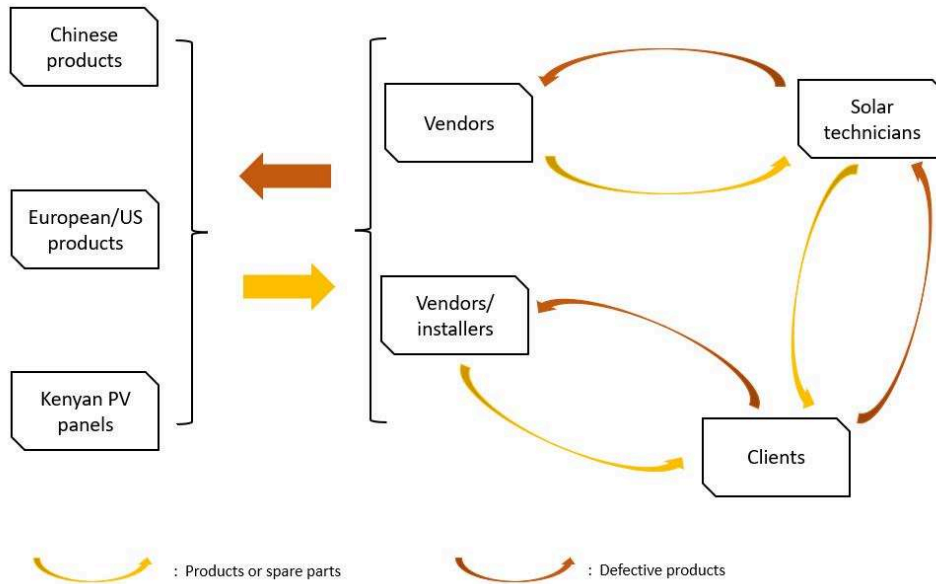 Chinese
products
European/US
products
Kenyan PV
panels
Vendors
Solar
technicians
Vendors/
installers
Clients
: Products or spare parts
: Defective products